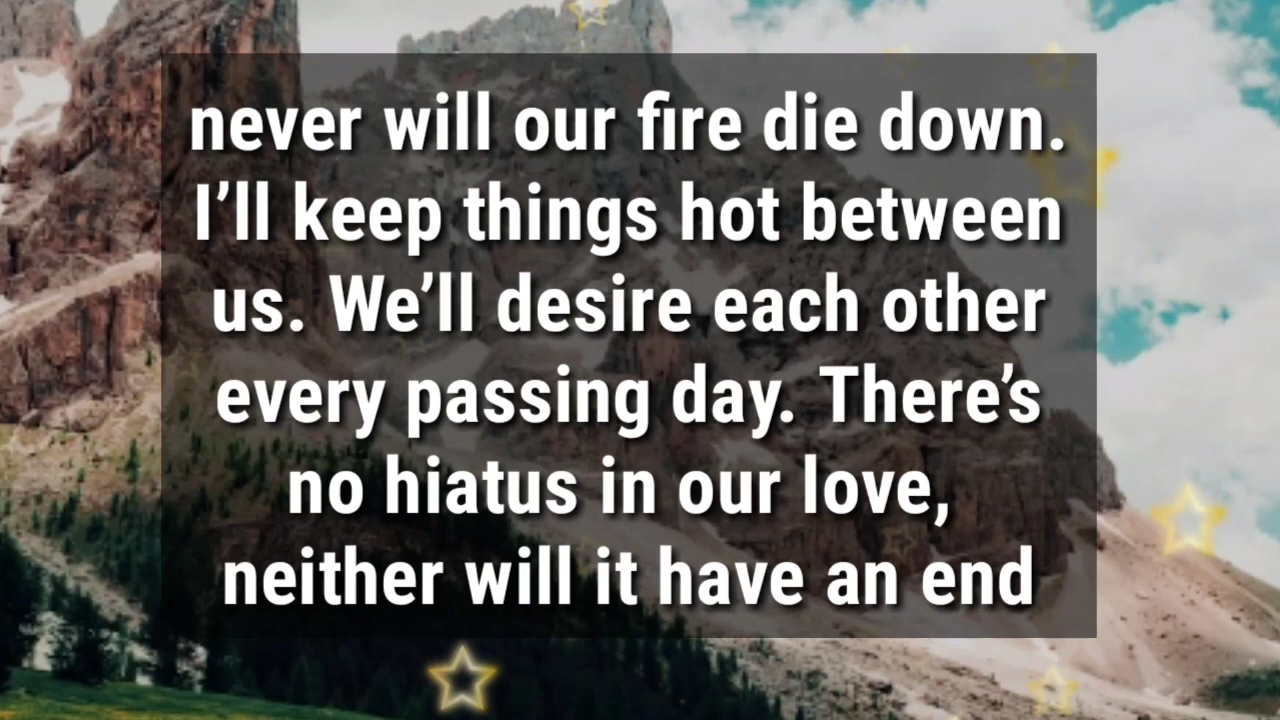 never will our fire die down.
I’ll keep things hot between
us. We’ll desire each other
every passing day. There’s
no hiatus in our love,
neither will it have an end